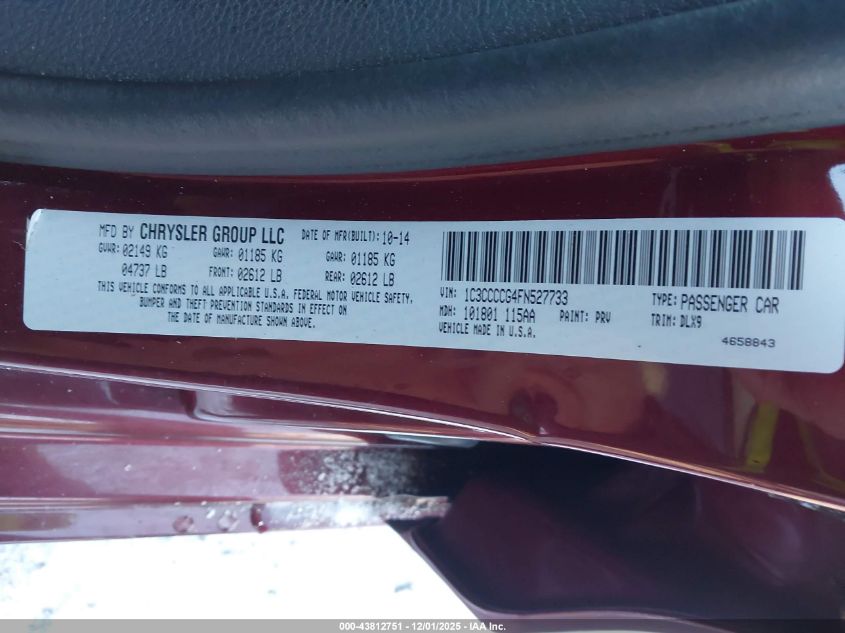 MFD BY CHRYSLER GROUP LLC DATE OF MFR(BUILT): 10-14
GVWR: 02149 KG GAWR: 01185 KG GAWR: 01185 KG
04737 LB FRONT: 02612 LB REAR: 02612 LB
THIS VEHICLE CONFORMS TO ALL APPLICABLE U.S.A. FEDERAL MOTOR VEHICLE SAFETY,
BUMPER AND THEFT PREVENTION STANDARDS IN EFFECT ON
THE DATE OF MANUFACTURE SHOWN ABOVE.
VIN: 1C3CCCCG4FN527733 TYPE: PASSENGER CAR
MDH: 101801 115AA PAINT: PRV TRIM: DLX9
VEHICLE MADE IN U.S.A.
4658843
000-43812751 - 12/01/2025 - IAA Inc.